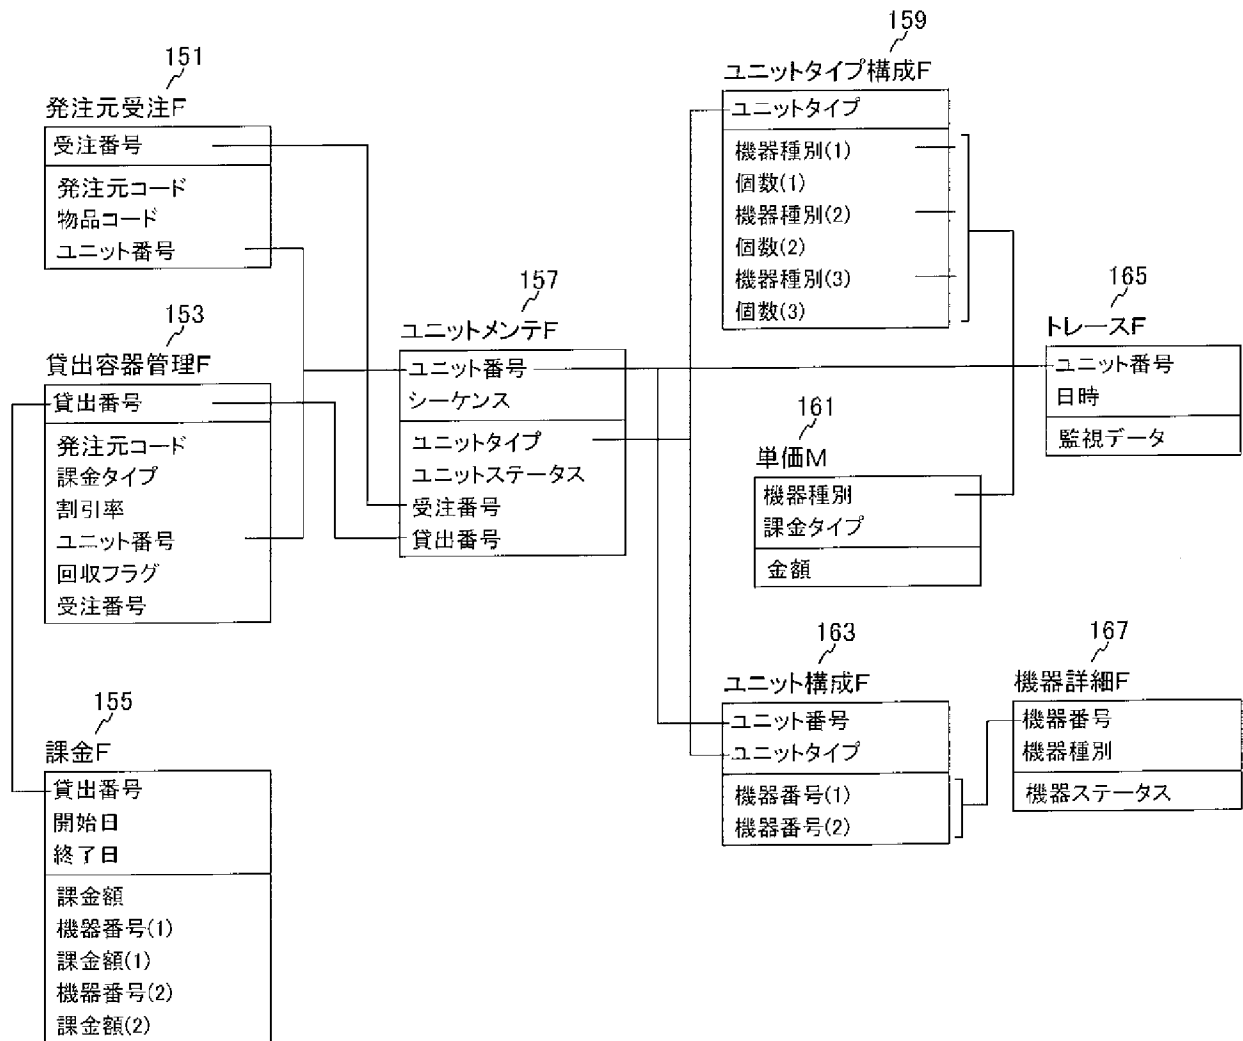 151
発注元受注F
受注番号
発注元コード
物品コード
ユニット番号
153
貸出容器管理F
貸出番号
発注元コード
課金タイプ
割引率
ユニット番号
回収フラグ
受注番号
155
課金F
貸出番号
開始日
終了日
課金額
機器番号(1)
課金額(1)
機器番号(2)
課金額(2)
157
ユニットメンテF
ユニット番号
シーケンス
ユニットタイプ
ユニットステータス
受注番号
貸出番号
159
ユニットタイプ構成F
ユニットタイプ
機器種別(1)
個数(1)
機器種別(2)
個数(2)
機器種別(3)
個数(3)
161
単価M
機器種別
課金タイプ
金額
163
ユニット構成F
ユニット番号
ユニットタイプ
機器番号(1)
機器番号(2)
165
トレースF
ユニット番号
日時
監視データ
167
機器詳細F
機器番号
機器種別
機器ステータス